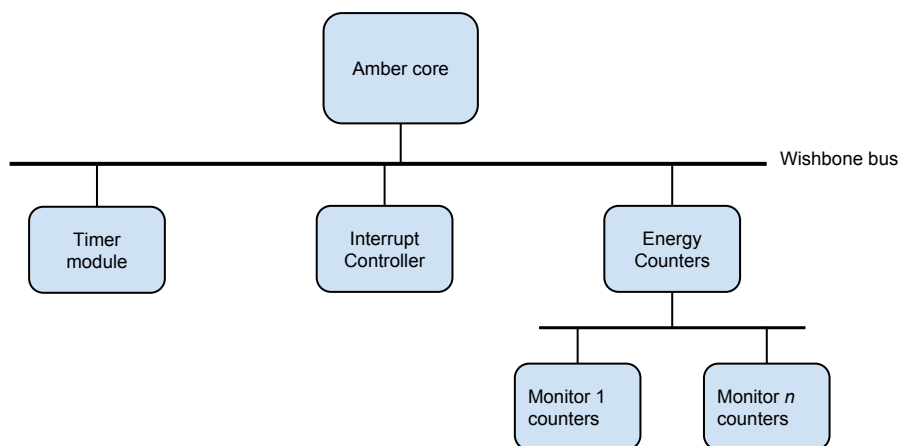 Amber core
Wishbone bus
Timer
module
Interrupt
Controller
Energy
Counters
Monitor 1
counters
Monitor n
counters